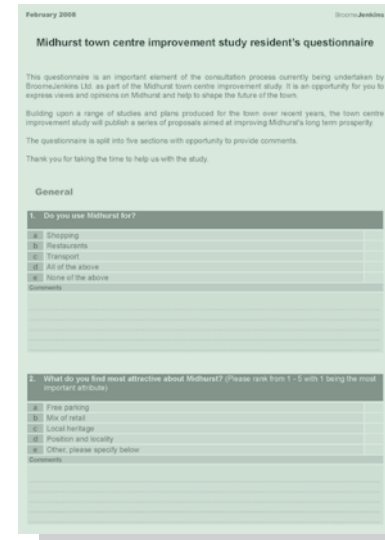 February 2008
BroomeJenkins
Midhurst town centre improvement study resident's questionnaire
This questionnaire is an important element of the consultation process currently being undertaken by
BroomeJenkins Ltd. as part of the Midhurst town centre improvement study. It is an opportunity for you to
express views and opinions on Midhurst and help to shape the future of the town.
Building upon a range of studies and plans produced for the town over recent years, the town centre
improvement study will publish a series of proposals aimed at improving Midhurst's long term prosperity.
The questionnaire is split into five sections with opportunity to provide comments.
Thank you for taking the time to help us with the study.
General
1. Do you use Midhurst for?
a Shopping
b Restaurants
c Transport
d All of the above
e None of the above
Comments
2. What do you find most attractive about Midhurst? (Please rank from 1 - 5 with 1 being the most
important attribute)
a Free parking
b Mix of retail
c Local heritage
d Position and locality
e Other, please specify below
Comments